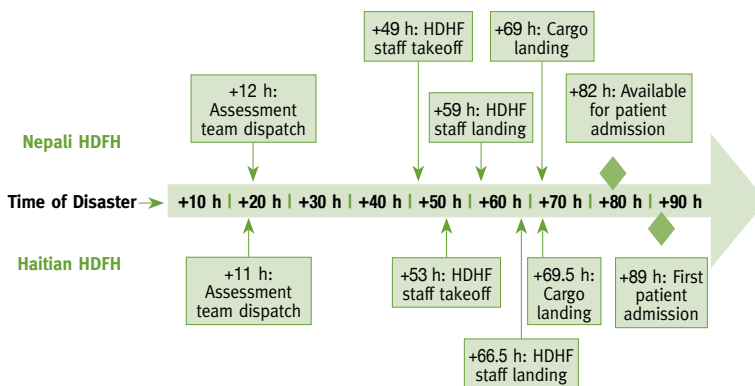 +49 h: HDHF
staff takeoff
+69 h: Cargo
landing
+12 h:
Assessment
team dispatch
+59 h: HDHF
staff landing
+82 h: Available
for patient
admission
Nepali HDFH
Time of Disaster
+10 h | +20 h | +30 h | +40 h | +50 h | +60 h | +70 h | +80 h | +90 h
Haitian HDFH
+11 h:
Assessment
team dispatch
+53 h: HDHF
staff takeoff
+69.5 h:
Cargo
landing
+89 h: First
patient
admission
+66.5 h: HDHF
staff landing